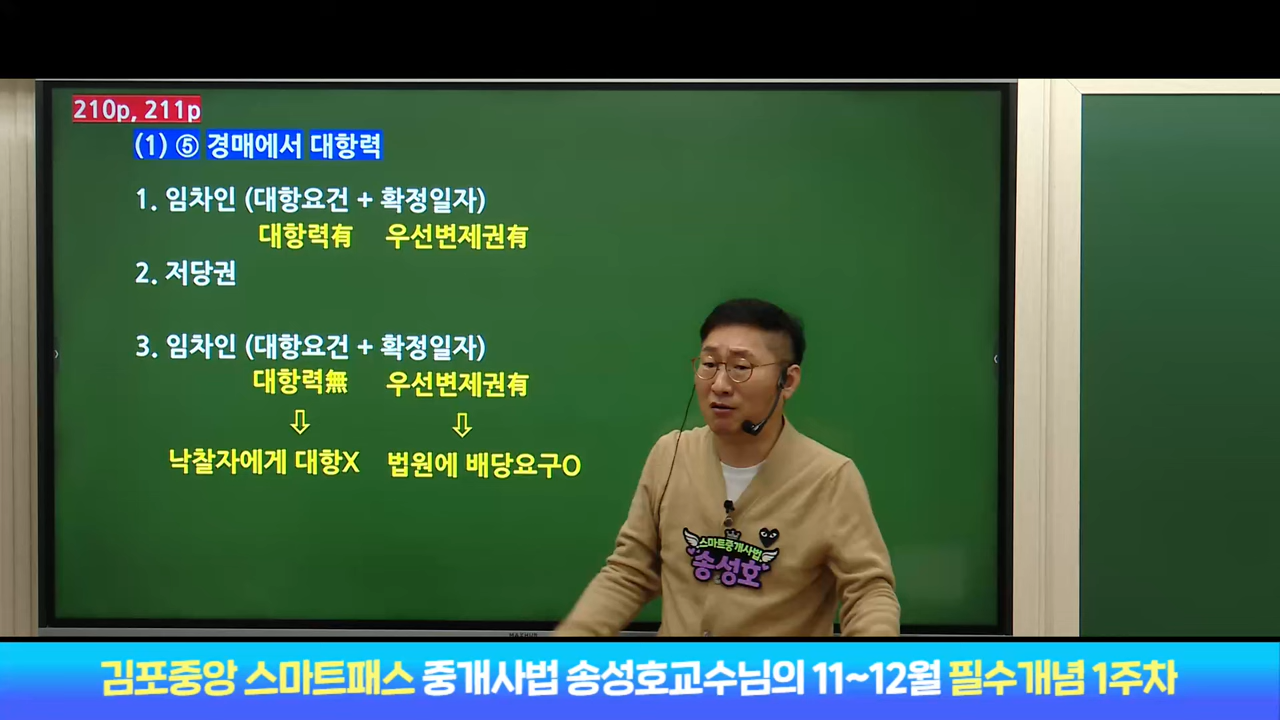 210p, 211p
(1) ⑤ 경매에서 대항력
1. 임차인 (대항요건 + 확정일자)
대항력有 우선변제권有
2. 저당권
3. 임차인 (대항요건 + 확정일자)
대항력無 우선변제권有
⇩ ⇩
낙찰자에게 대항X 법원에 배당요구O
스마트중개사법
송성호
김포중앙 스마트패스 중개사법 송성호교수님의 11~12월 필수개념 1주차